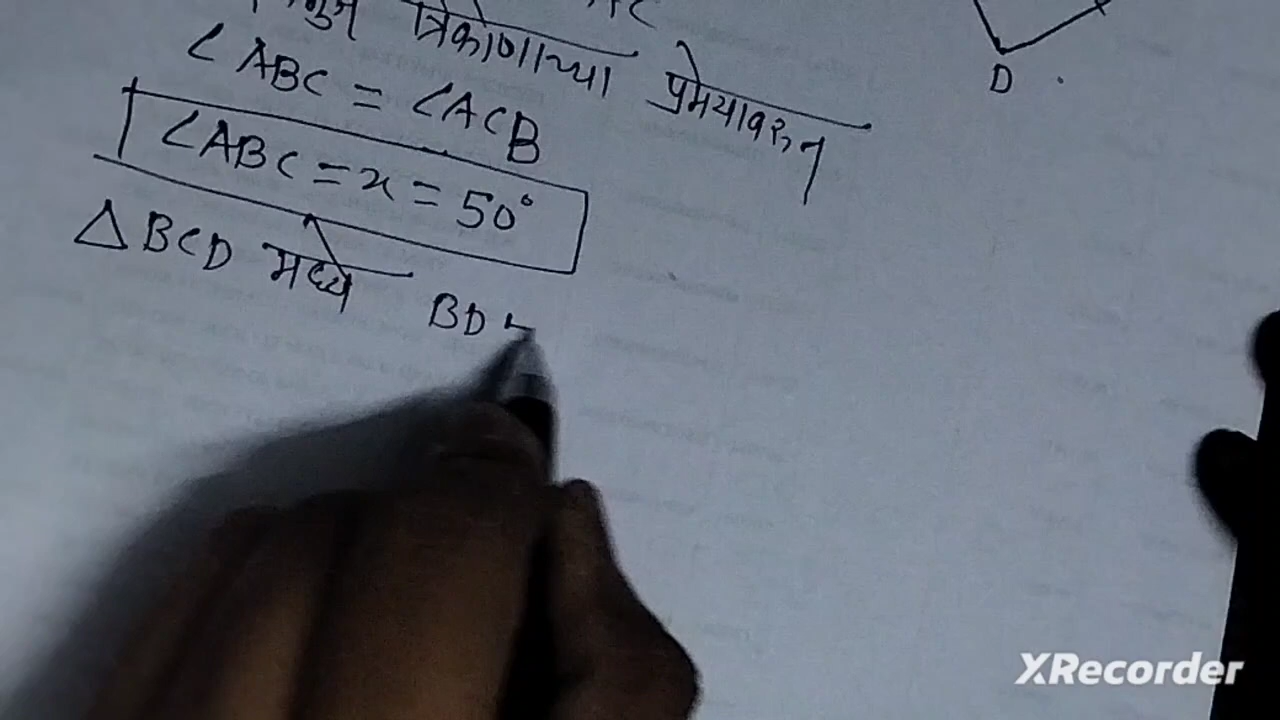 त्रिकोणाच्या प्रमेयावरून
∠ABC = ∠ACB
∠ABC = x = 50°
△BCD मध्ये BD
D
XRecorder